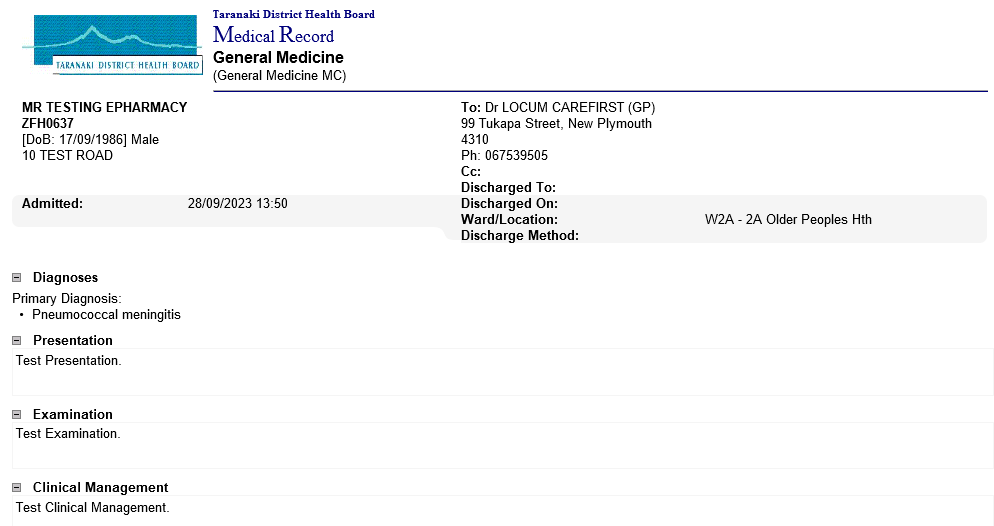 TARANAKI DISTRICT HEALTH BOARD
Taranaki District Health Board
Medical Record
General Medicine
(General Medicine MC)
MR TESTING EPHARMACY
ZFH0637
[DoB: 17/09/1986] Male
10 TEST ROAD
To: Dr LOCUM CAREFIRST (GP)
99 Tukapa Street, New Plymouth
4310
Ph: 067539505
Cc:
Discharged To:
Admitted: 28/09/2023 13:50
Discharged On:
Ward/Location: W2A - 2A Older Peoples Hth
Discharge Method:
Diagnoses
Primary Diagnosis:
• Pneumococcal meningitis
Presentation
Test Presentation.
Examination
Test Examination.
Clinical Management
Test Clinical Management.